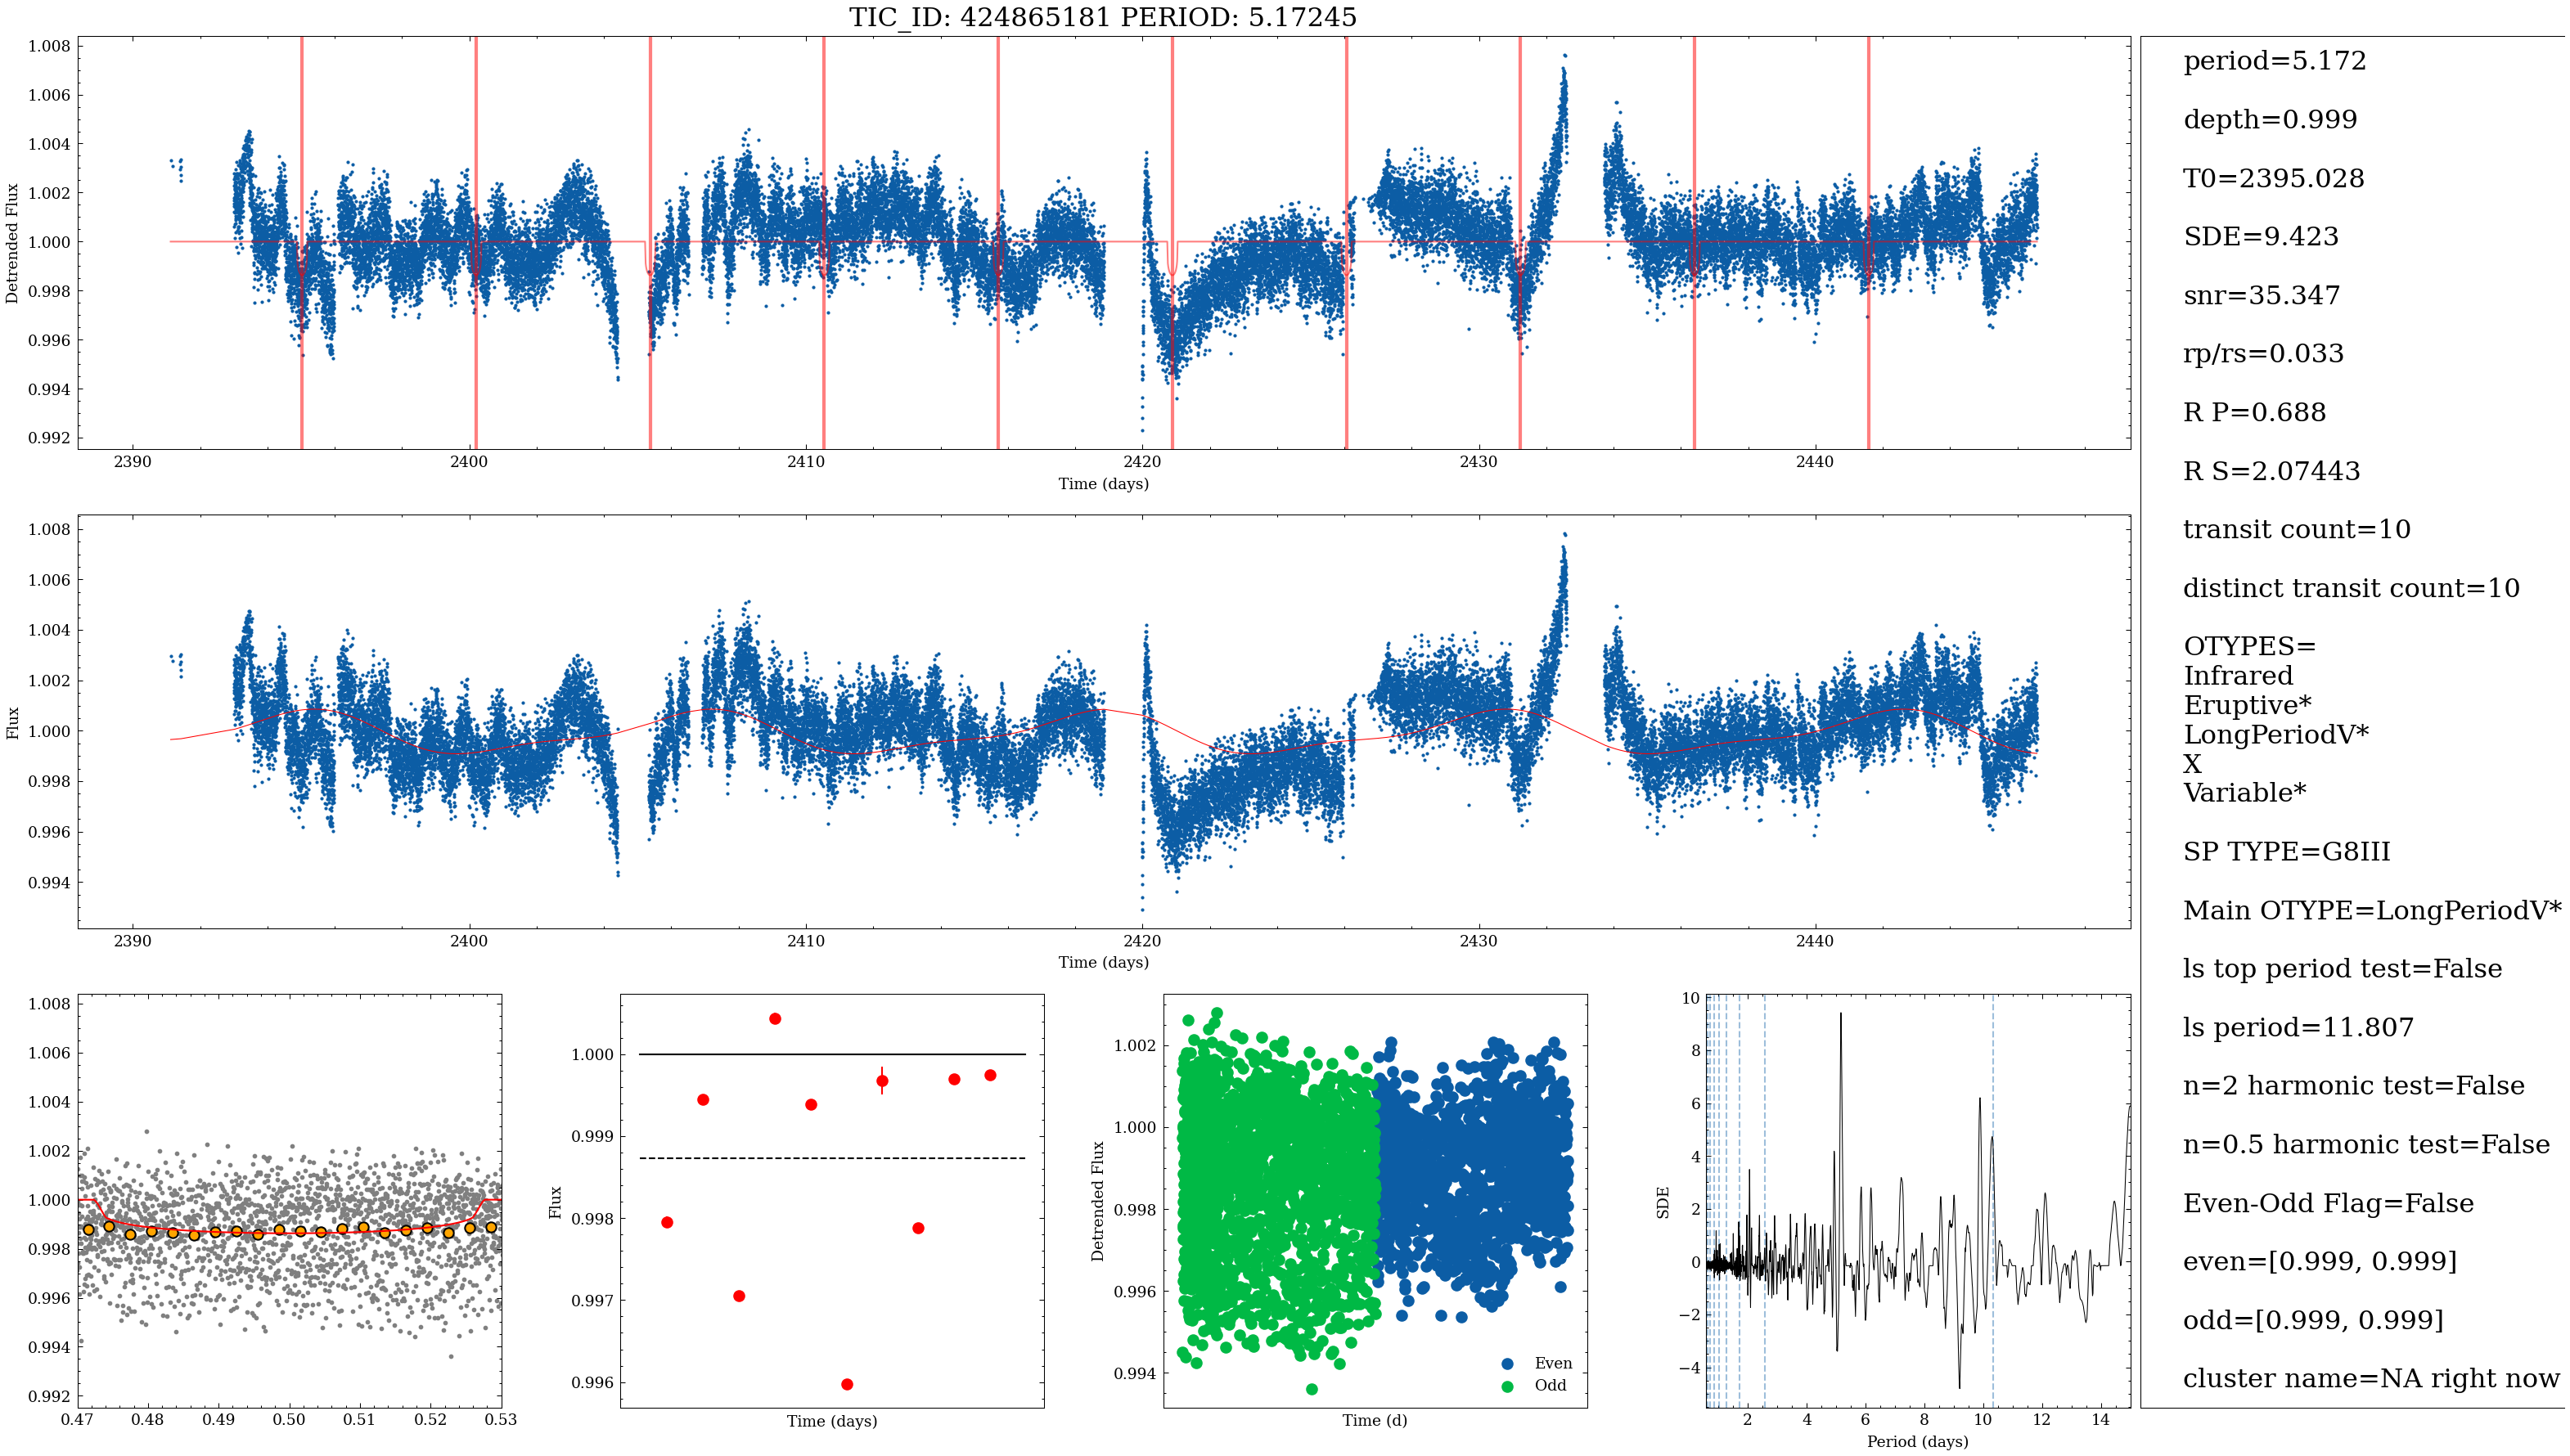 TIC_ID: 424865181 PERIOD: 5.17245
1.008
1.006
1.004
1.002
1.000
0.998
0.996
0.994
0.992
Detrended Flux
2390 2400 2410 2420 2430 2440
Time (days)
1.008
1.006
1.004
1.002
1.000
0.998
0.996
0.994
Flux
2390 2400 2410 2420 2430 2440
Time (days)
1.008
1.006
1.004
1.002
1.000
0.998
0.996
0.994
0.992
0.47 0.48 0.49 0.50 0.51 0.52 0.53
1.000
0.999
0.998
0.997
0.996
Flux
Time (days)
1.002
1.000
0.998
0.996
0.994
Detrended Flux
Even
Odd
Time (d)
10
8
6
4
2
0
−2
−4
SDE
2 4 6 8 10 12 14
Period (days)
period=5.172
depth=0.999
T0=2395.028
SDE=9.423
snr=35.347
rp/rs=0.033
R P=0.688
R S=2.07443
transit count=10
distinct transit count=10
OTYPES=
Infrared
Eruptive*
LongPeriodV*
X
Variable*
SP TYPE=G8III
Main OTYPE=LongPeriodV*
ls top period test=False
ls period=11.807
n=2 harmonic test=False
n=0.5 harmonic test=False
Even-Odd Flag=False
even=[0.999, 0.999]
odd=[0.999, 0.999]
cluster name=NA right now